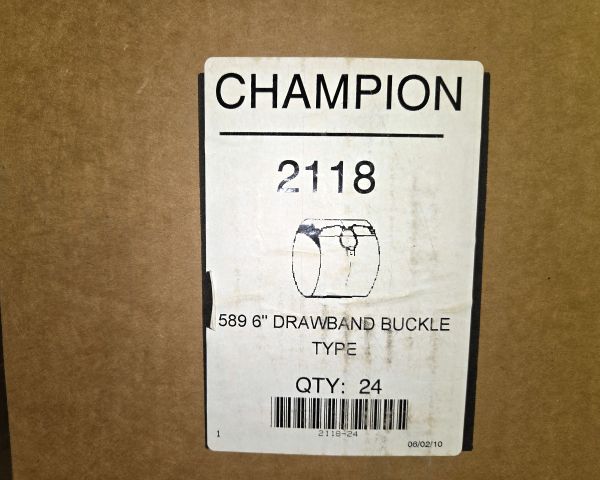 CHAMPION
2118
589 6" DRAWBAND BUCKLE
TYPE
QTY: 24
2118-24
1
06/02/10